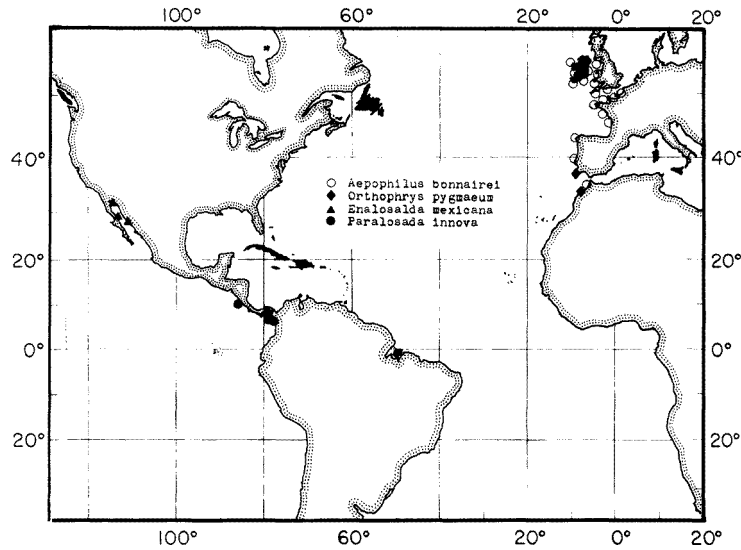 100° 60° 20° 0° 20°
○ Aepophilus bonnairei
◆ Orthophrys pygmaeum
▲ Enalosalda mexicana
● Paralosada innova
40° 40°
20° 20°
0° 0°
20° 20°
100° 60° 20° 0° 20°